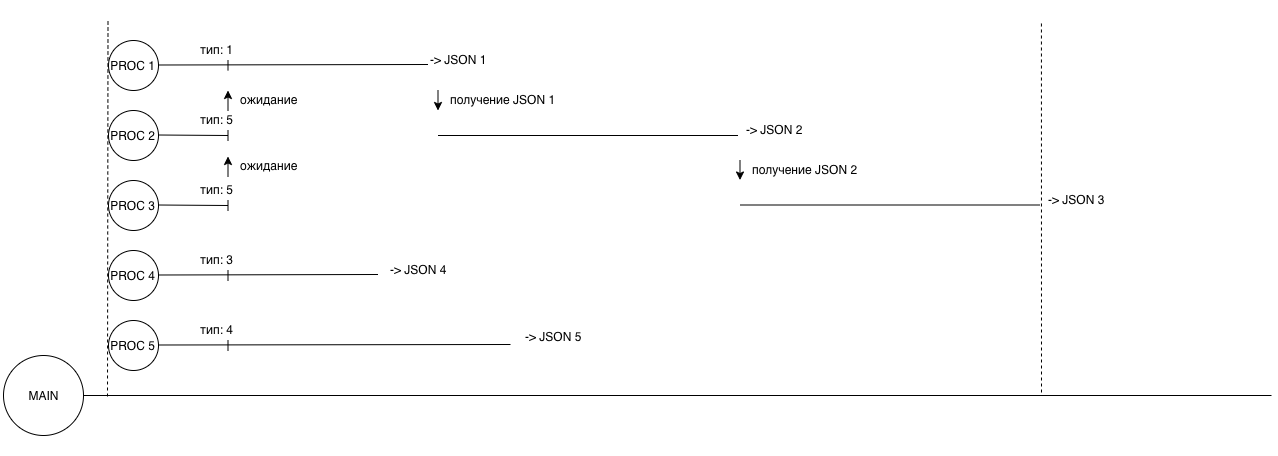 тип: 1
PROC 1
-> JSON 1
ожидание
получение JSON 1
тип: 5
PROC 2
-> JSON 2
ожидание
получение JSON 2
тип: 5
PROC 3
-> JSON 3
тип: 3
PROC 4
-> JSON 4
тип: 4
PROC 5
-> JSON 5
MAIN